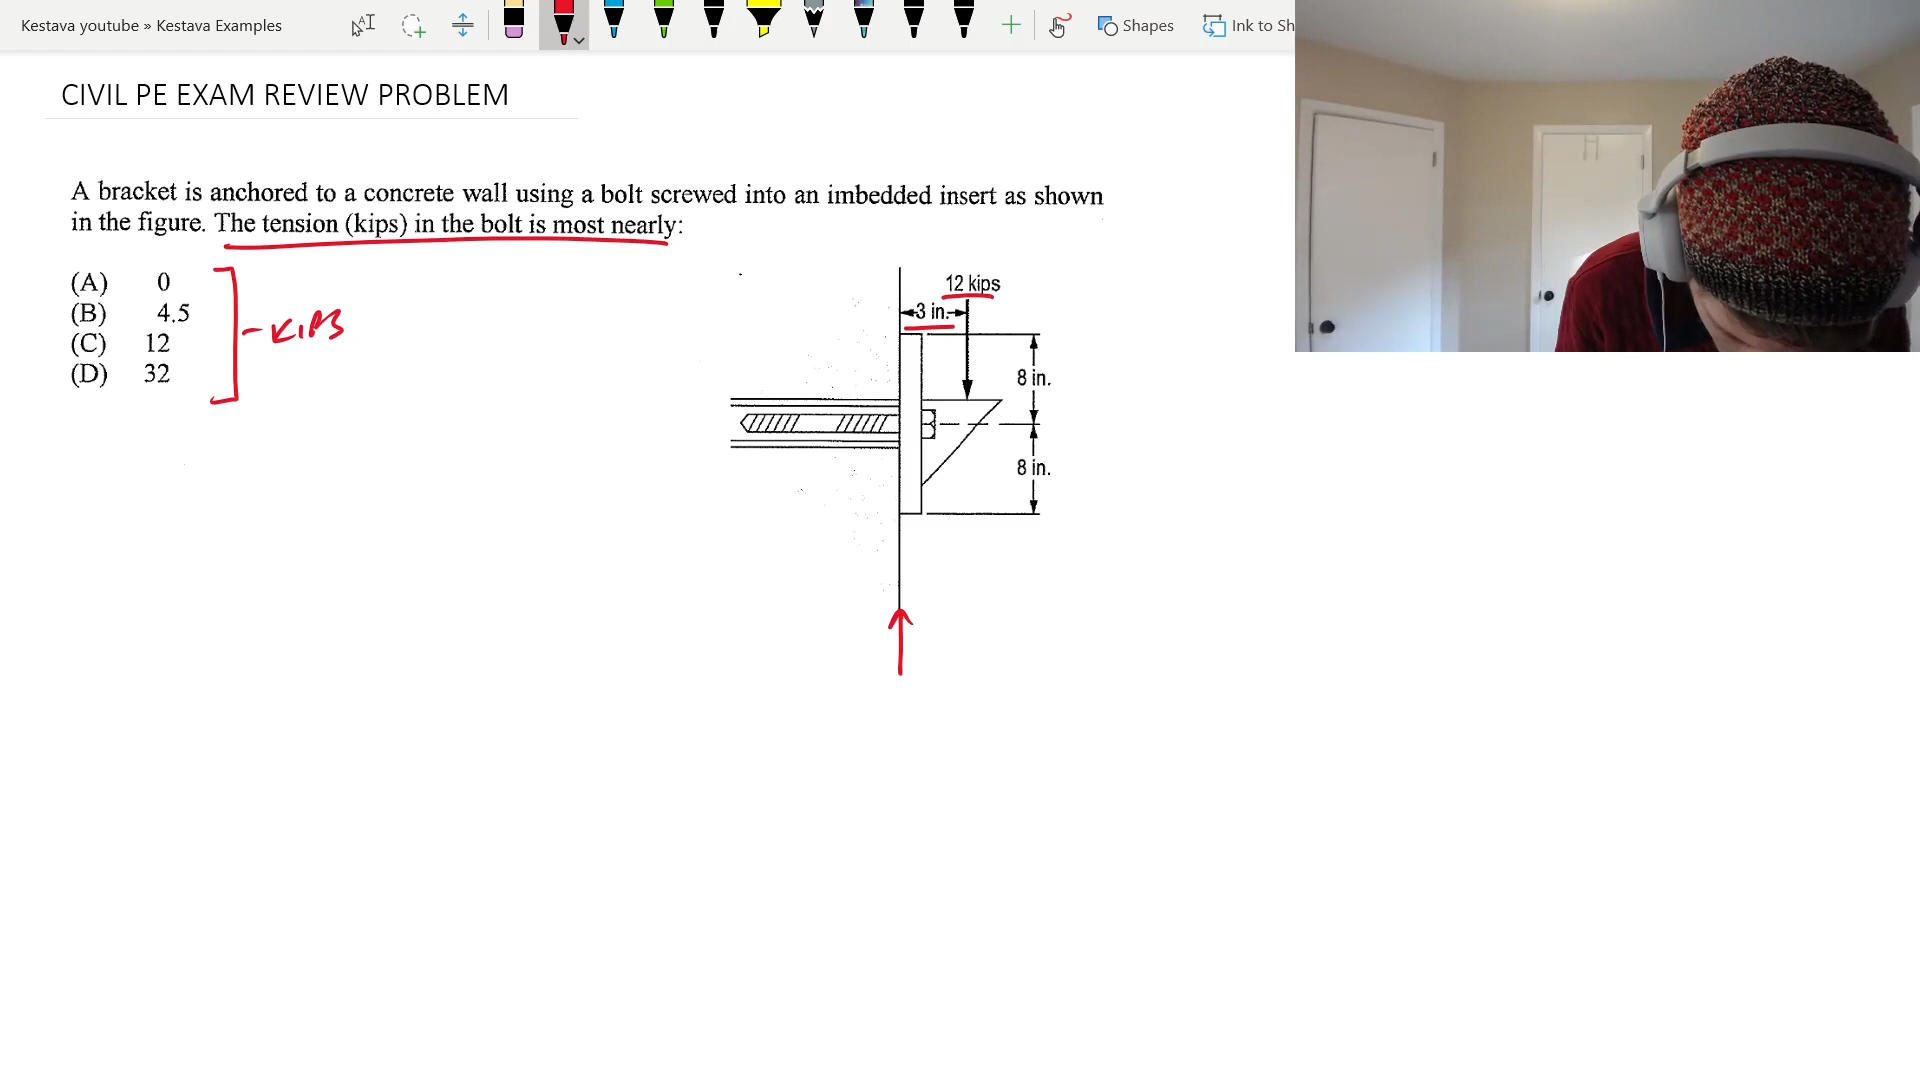 Kestava youtube » Kestava Examples
Shapes
Ink to Sh
CIVIL PE EXAM REVIEW PROBLEM
A bracket is anchored to a concrete wall using a bolt screwed into an imbedded insert as shown
in the figure. The tension (kips) in the bolt is most nearly:
(A) 0
(B) 4.5
(C) 12
(D) 32
- KIPS
12 kips
3 in.
8 in.
8 in.